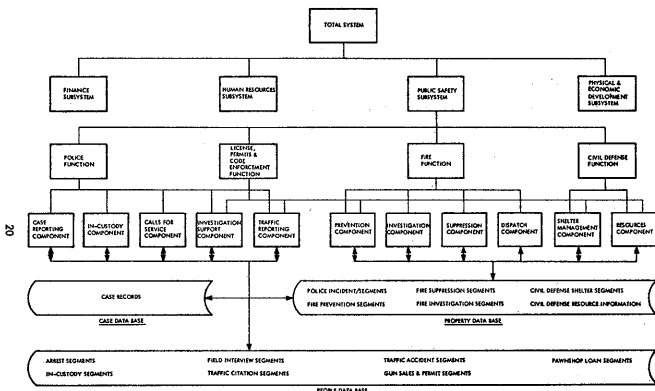 TOTAL SYSTEM
FINANCE
SUBSYSTEM
HUMAN RESOURCES
SUBSYSTEM
PUBLIC SAFETY
SUBSYSTEM
PHYSICAL &
ECONOMIC
DEVELOPMENT
SUBSYSTEM
POLICE
FUNCTION
LICENSE,
PERMITS &
CODE
ENFORCEMENT
FUNCTION
FIRE
FUNCTION
CIVIL DEFENSE
FUNCTION
CASE
REPORTING
COMPONENT
IN-CUSTODY
COMPONENT
CALLS FOR
SERVICE
COMPONENT
INVESTIGATION
SUPPORT
COMPONENT
TRAFFIC
REPORTING
COMPONENT
PREVENTION
COMPONENT
INVESTIGATION
COMPONENT
SUPPRESSION
COMPONENT
DISPATCH
COMPONENT
SHELTER
MANAGEMENT
COMPONENT
RESOURCES
COMPONENT
20
CASE RECORDS
CASE DATA BASE
POLICE INCIDENT/SEGMENTS
FIRE SUPPRESSION SEGMENTS
CIVIL DEFENSE SHELTER SEGMENTS
FIRE PREVENTION SEGMENTS
FIRE INVESTIGATION SEGMENTS
CIVIL DEFENSE RESOURCE INFORMATION
PROPERTY DATA BASE
ARREST SEGMENTS
FIELD INTERVIEW SEGMENTS
TRAFFIC ACCIDENT SEGMENTS
PAWNSHOP LOAN SEGMENTS
IN-CUSTODY SEGMENTS
TRAFFIC CITATION SEGMENTS
GUN SALES & PERMIT SEGMENTS
PEOPLE DATA BASE